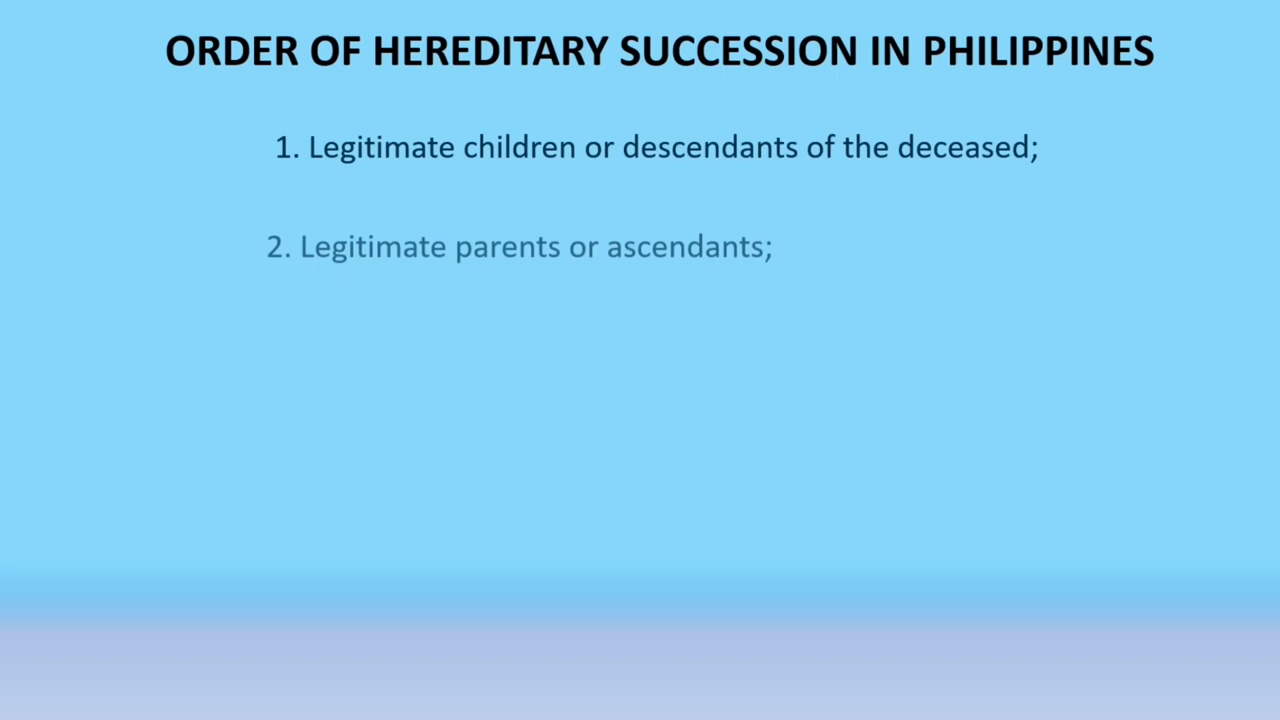 ORDER OF HEREDITARY SUCCESSION IN PHILIPPINES
1. Legitimate children or descendants of the deceased;
2. Legitimate parents or ascendants;